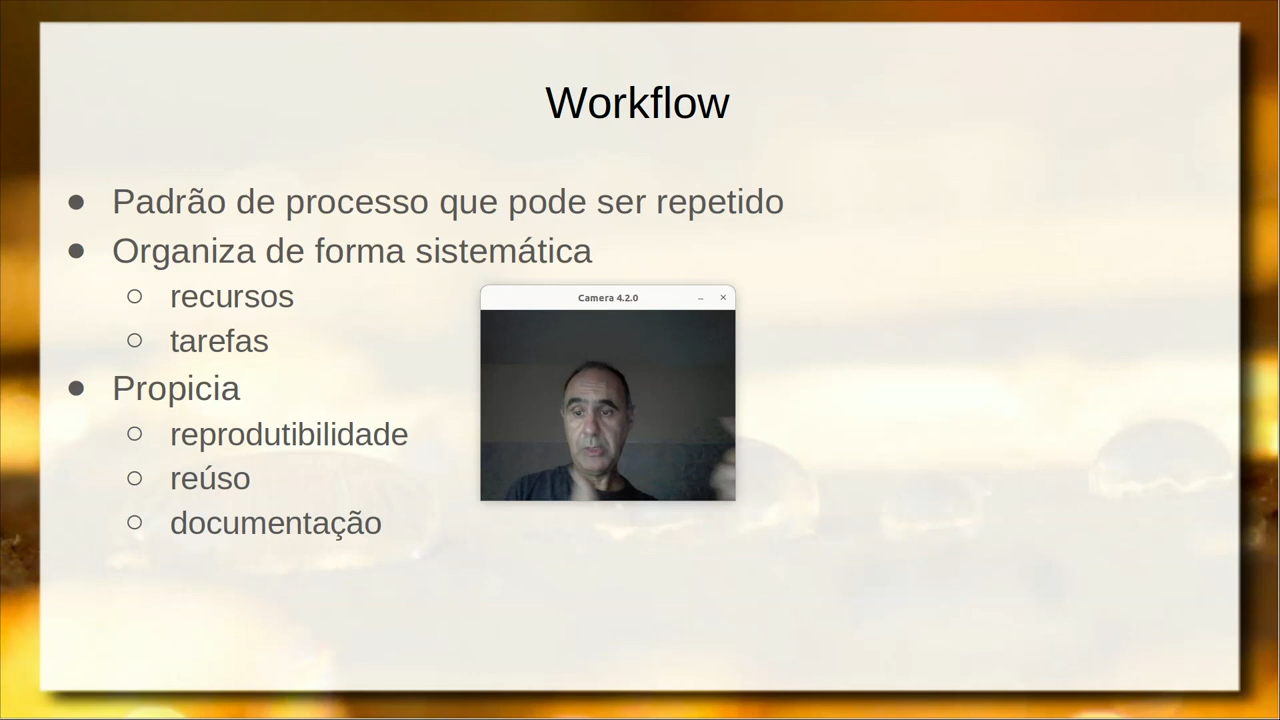 Workflow
● Padrão de processo que pode ser repetido
● Organiza de forma sistemática
○ recursos
○ tarefas
Camera 4.2.0
● Propicia
○ reprodutibilidade
○ reúso
○ documentação